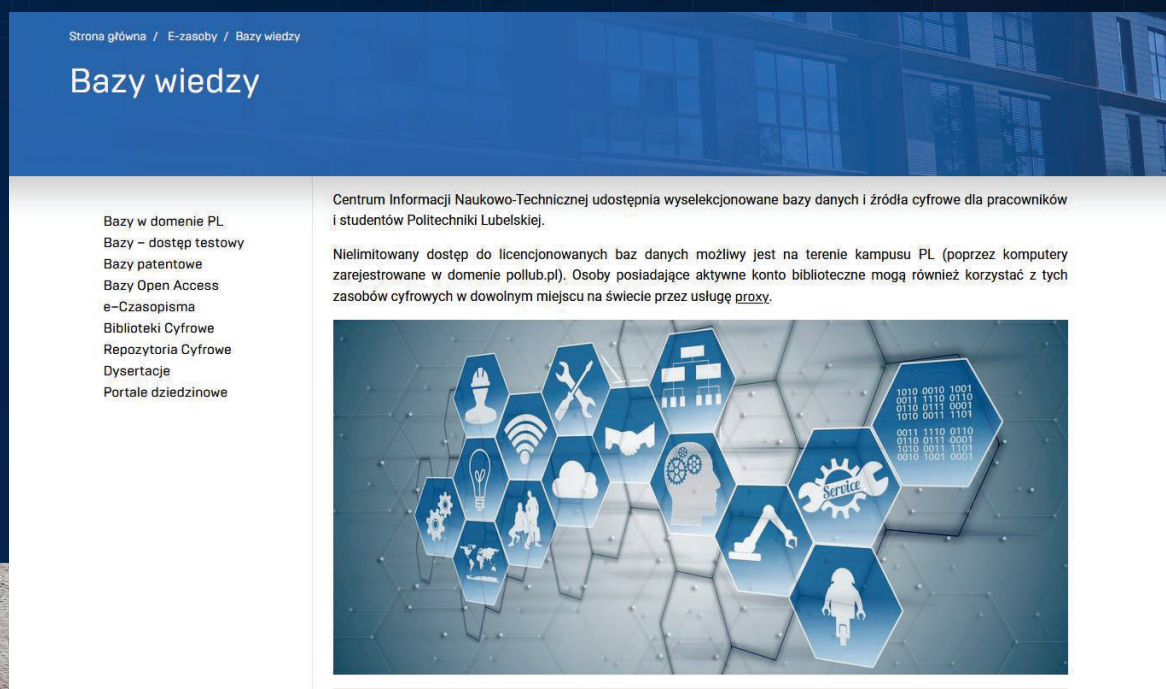 Strona główna / E-zasoby / Bazy wiedzy
Bazy wiedzy
Bazy w domenie PL
Bazy – dostęp testowy
Bazy patentowe
Bazy Open Access
e-Czasopisma
Biblioteki Cyfrowe
Repozytoria Cyfrowe
Dysertacje
Portale dziedzinowe
Centrum Informacji Naukowo-Technicznej udostępnia wyselekcjonowane bazy danych i źródła cyfrowe dla pracowników
i studentów Politechniki Lubelskiej.
Nielimitowany dostęp do licencjonowanych baz danych możliwy jest na terenie kampusu PL (poprzez komputery
zarejestrowane w domenie pollub.pl). Osoby posiadające aktywne konto biblioteczne mogą również korzystać z tych
zasobów cyfrowych w dowolnym miejscu na świecie przez usługę proxy.
1010 0010 1001
0011 1110 0110
0110 0111 0001
1010 0011 1101
0011 1110 0110
0110 0111 0001
1010 0011 1101
0010 1001 0001
Service